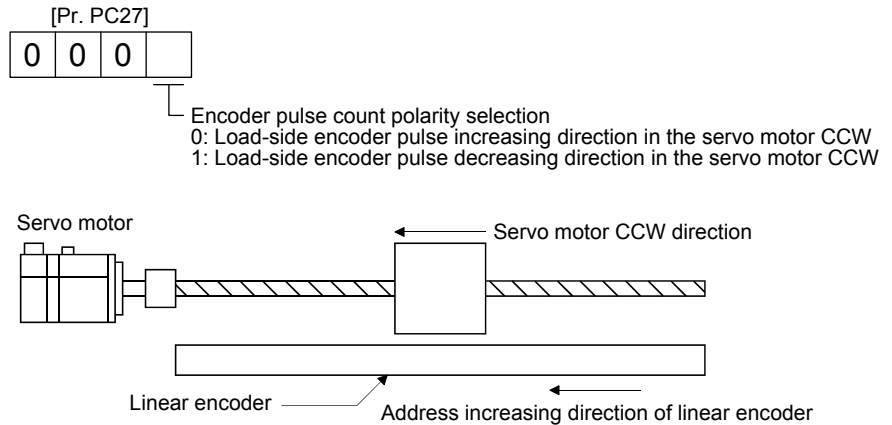 [Pr. PC27]
0 0 0
Encoder pulse count polarity selection
0: Load-side encoder pulse increasing direction in the servo motor CCW
1: Load-side encoder pulse decreasing direction in the servo motor CCW
Servo motor
Servo motor CCW direction
Linear encoder
Address increasing direction of linear encoder